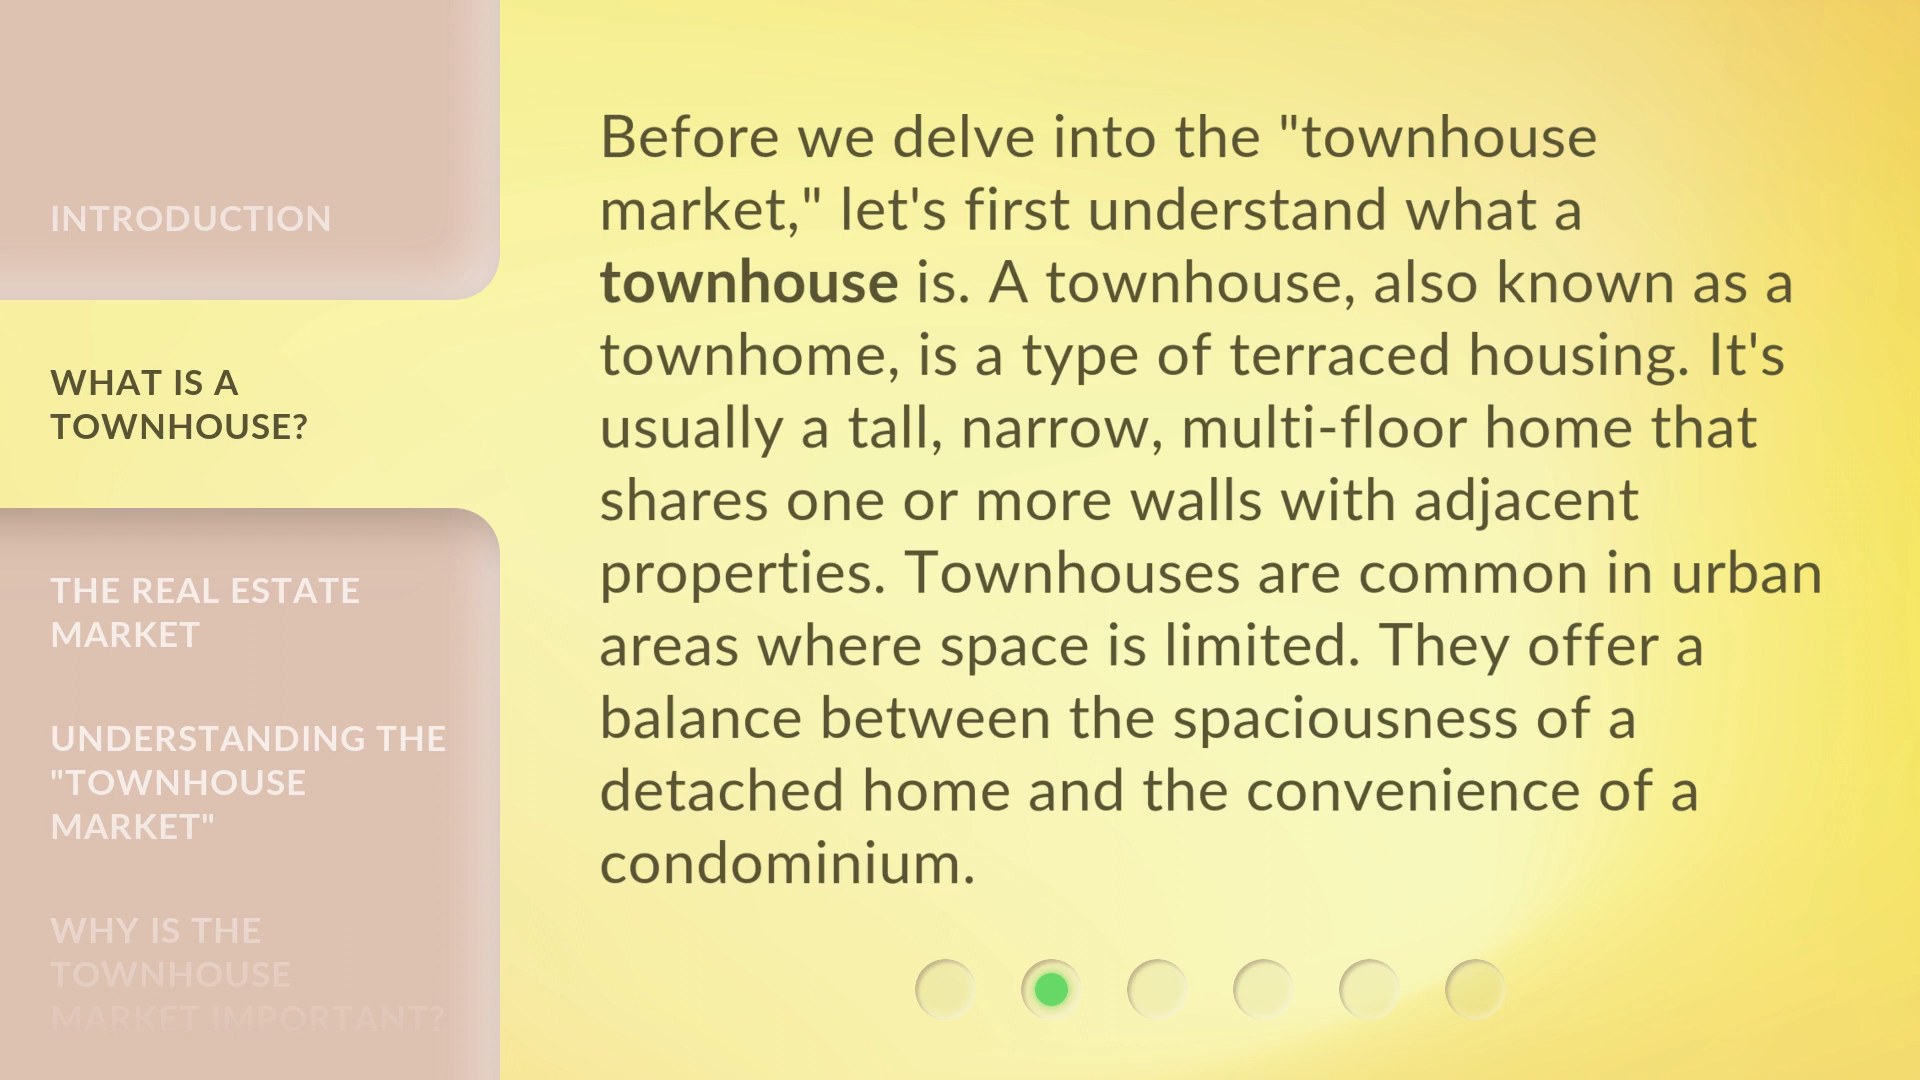 INTRODUCTION
WHAT IS A
TOWNHOUSE?
THE REAL ESTATE
MARKET
UNDERSTANDING THE
"TOWNHOUSE
MARKET"
WHY IS THE
TOWNHOUSE
MARKET IMPORTANT?
Before we delve into the "townhouse
market," let's first understand what a
townhouse is. A townhouse, also known as a
townhome, is a type of terraced housing. It's
usually a tall, narrow, multi-floor home that
shares one or more walls with adjacent
properties. Townhouses are common in urban
areas where space is limited. They offer a
balance between the spaciousness of a
detached home and the convenience of a
condominium.